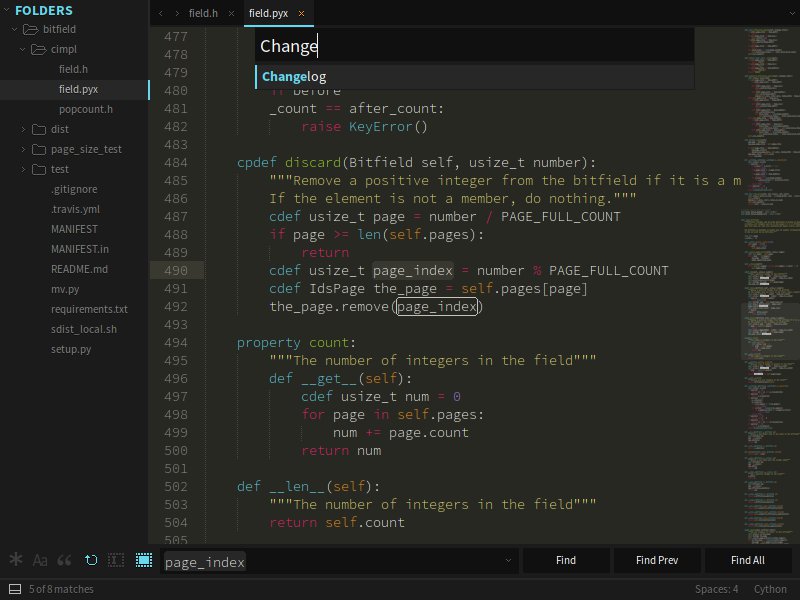 FOLDERS
bitfield
cimpl
field.h
field.pyx
popcount.h
dist
page_size_test
test
.gitignore
.travis.yml
MANIFEST
MANIFEST.in
README.md
mv.py
requirements.txt
sdist_local.sh
setup.py
field.h
field.pyx
Change
Changelog
477
478
479
480 if before
481 _count == after_count:
482 raise KeyError()
483
484 cpdef discard(Bitfield self, usize_t number):
485 """Remove a positive integer from the bitfield if it is a m
486 If the element is not a member, do nothing."""
487 cdef usize_t page = number / PAGE_FULL_COUNT
488 if page >= len(self.pages):
489 return
490 cdef usize_t page_index = number % PAGE_FULL_COUNT
491 cdef IdsPage the_page = self.pages[page]
492 the_page.remove(page_index)
493
494 property count:
495 """The number of integers in the field"""
496 def __get__(self):
497 cdef usize_t num = 0
498 for page in self.pages:
499 num += page.count
500 return num
501
502 def __len__(self):
503 """The number of integers in the field"""
504 return self.count
505
Aa
page_index
Find
Find Prev
Find All
5 of 8 matches
Spaces: 4
Cython